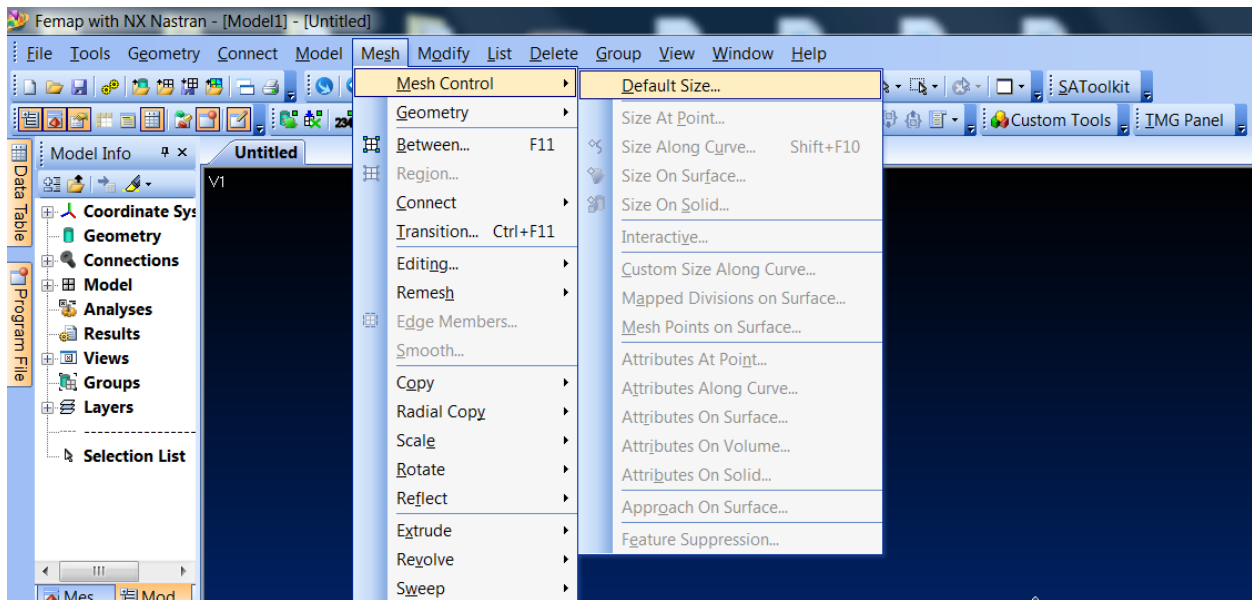 Femap with NX Nastran - [Model1] - [Untitled]
File Tools Geometry Connect Model Mesh Modify List Delete Group View Window Help
SAToolkit
Custom Tools
TMG Panel
Data Table
Program File
Model Info
Untitled
V1
Coordinate Sys
Geometry
Connections
Model
Analyses
Results
Views
Groups
Layers
Selection List
Mes
Mod
Mesh Control
Geometry
Between... F11
Region...
Connect
Transition... Ctrl+F11
Editing...
Remesh
Edge Members...
Smooth...
Copy
Radial Copy
Scale
Rotate
Reflect
Extrude
Revolve
Sweep
Default Size...
Size At Point...
Size Along Curve... Shift+F10
Size On Surface...
Size On Solid...
Interactive...
Custom Size Along Curve...
Mapped Divisions on Surface...
Mesh Points on Surface...
Attributes At Point...
Attributes Along Curve...
Attributes On Surface...
Attributes On Volume...
Attributes On Solid...
Approach On Surface...
Feature Suppression...